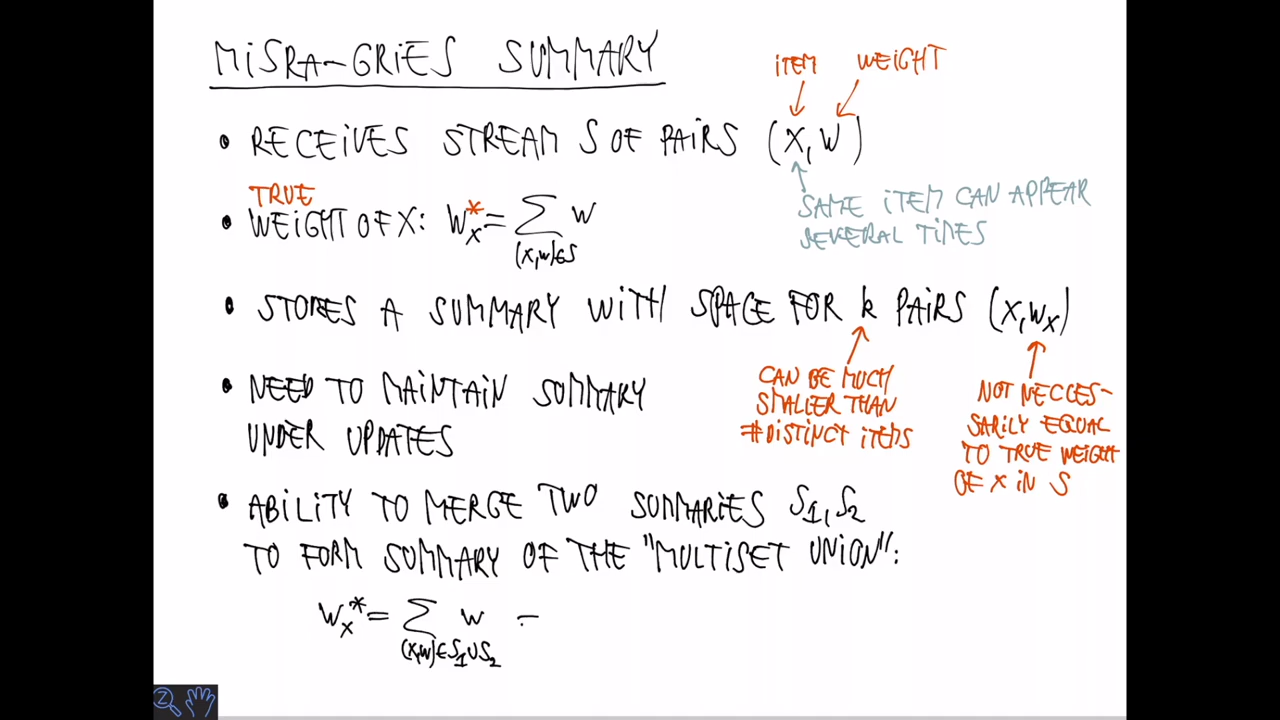 MISRA-GRIES SUMMARY
ITEM WEIGHT
• RECEIVES STREAM S OF PAIRS (X, W)
SAME ITEM CAN APPEAR
SEVERAL TIMES
TRUE
• WEIGHT OF X: W*ₓ = ∑ W
(X,W)∈S
• STORES A SUMMARY WITH SPACE FOR k PAIRS (X, Wₓ)
CAN BE MUCH
SMALLER THAN
#DISTINCT ITEMS
NOT NECCES-
SARILY EQUAL
TO TRUE WEIGHT
OF X IN S
• NEED TO MAINTAIN SUMMARY
UNDER UPDATES
• ABILITY TO MERGE TWO SUMMARIES S₁, S₂
TO FORM SUMMARY OF THE "MULTISET UNION":
Wₓ* = ∑ W =
(X,W)∈S₁∪S₂
Z